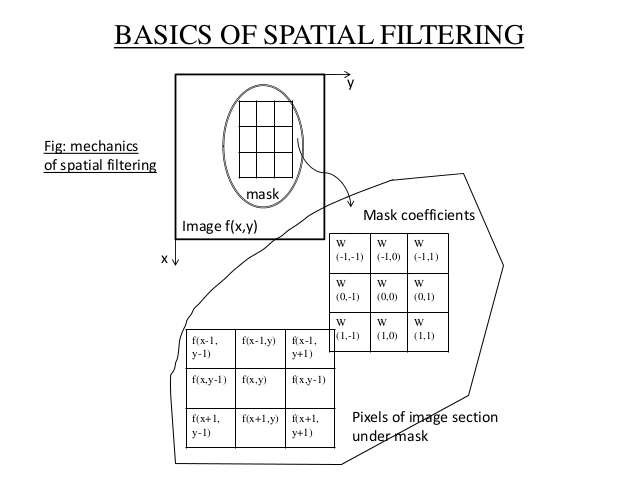 BASICS OF SPATIAL FILTERING
y
Fig: mechanics
of spatial filtering
mask
Image f(x,y)
x
Mask coefficients
W W W
(-1,-1) (-1,0) (-1,1)
W W W
(0,-1) (0,0) (0,1)
W W W
(1,-1) (1,0) (1,1)
f(x-1, f(x-1,y) f(x-1,
y-1) y+1)
f(x,y-1) f(x,y) f(x,y-1)
f(x+1, f(x+1,y) f(x+1,
y-1) y+1)
Pixels of image section
under mask